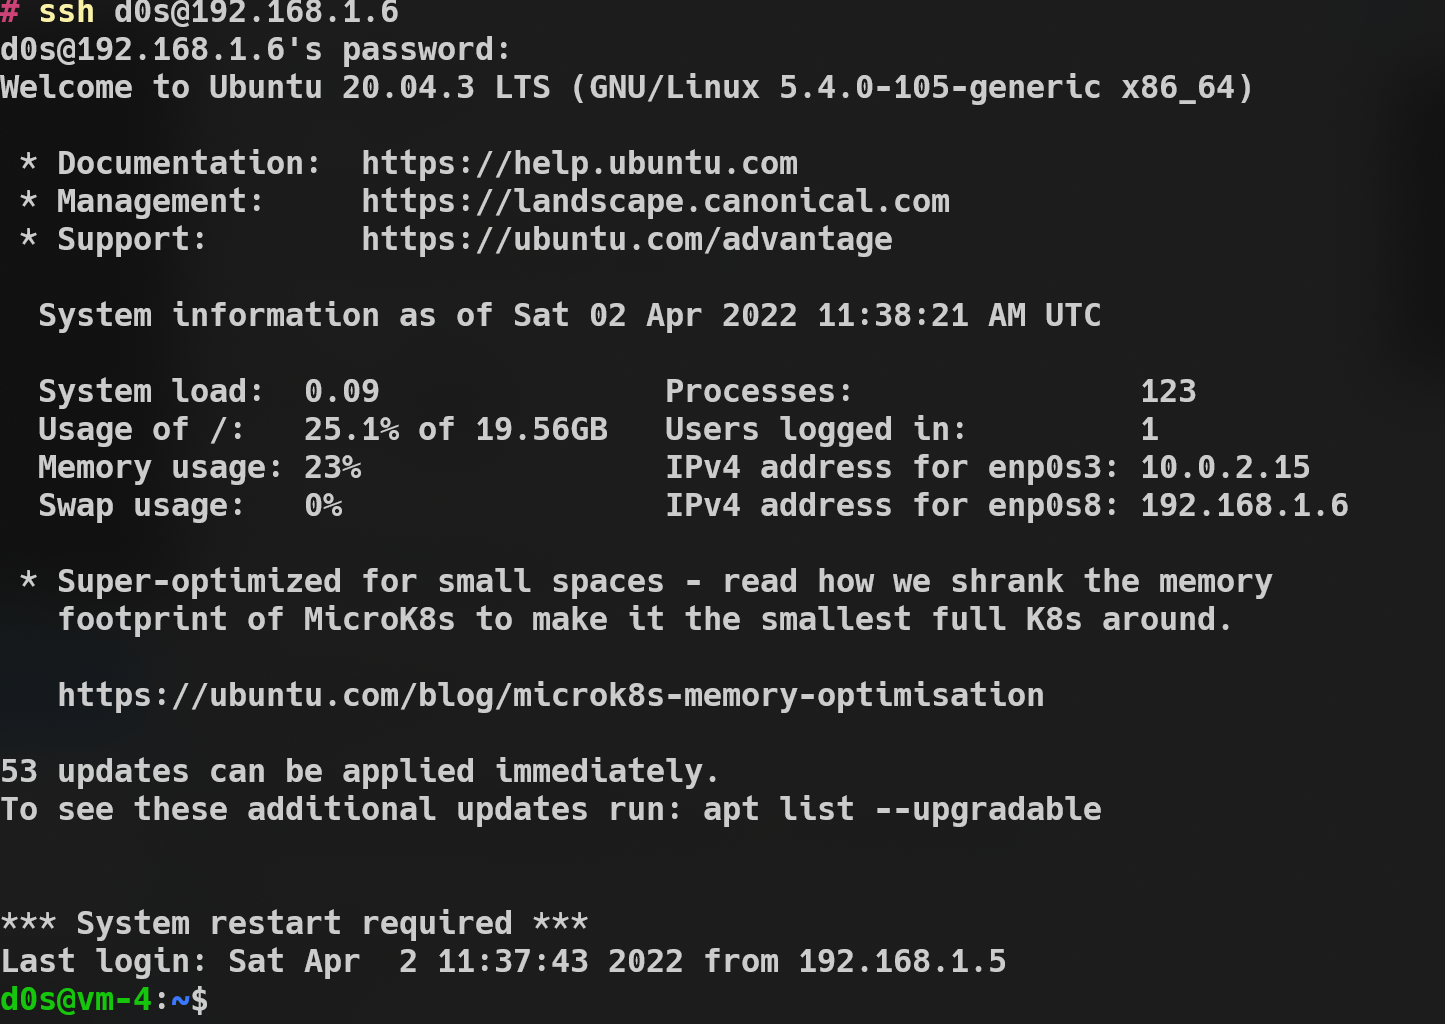 # ssh d0s@192.168.1.6
d0s@192.168.1.6's password:
Welcome to Ubuntu 20.04.3 LTS (GNU/Linux 5.4.0-105-generic x86_64)

 * Documentation:  https://help.ubuntu.com
 * Management:     https://landscape.canonical.com
 * Support:        https://ubuntu.com/advantage

  System information as of Sat 02 Apr 2022 11:38:21 AM UTC

  System load:  0.09               Processes:               123
  Usage of /:   25.1% of 19.56GB   Users logged in:         1
  Memory usage: 23%                IPv4 address for enp0s3: 10.0.2.15
  Swap usage:   0%                 IPv4 address for enp0s8: 192.168.1.6

 * Super-optimized for small spaces - read how we shrank the memory
   footprint of MicroK8s to make it the smallest full K8s around.

   https://ubuntu.com/blog/microk8s-memory-optimisation

53 updates can be applied immediately.
To see these additional updates run: apt list --upgradable


*** System restart required ***
Last login: Sat Apr  2 11:37:43 2022 from 192.168.1.5
d0s@vm-4:~$